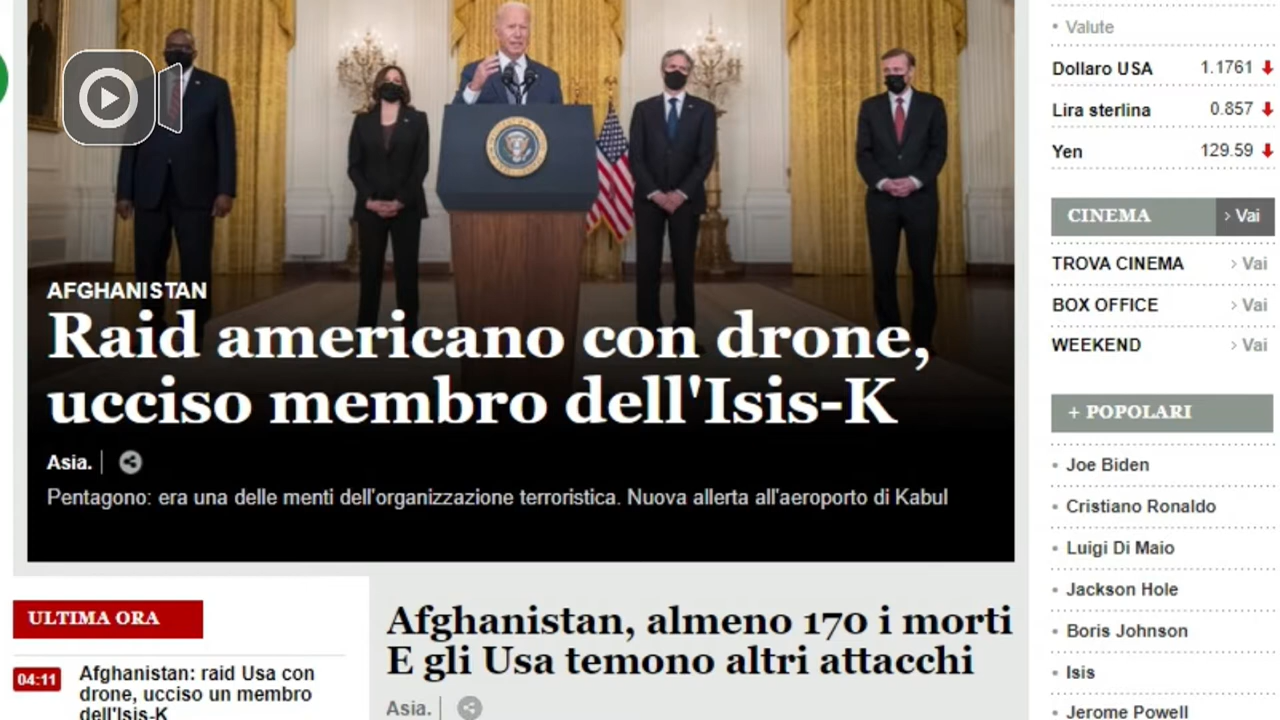 AFGHANISTAN
Raid americano con drone,
ucciso membro dell'Isis-K
Asia.
Pentagono: era una delle menti dell'organizzazione terroristica. Nuova allerta all'aeroporto di Kabul
ULTIMA ORA
04:11 Afghanistan: raid Usa con
drone, ucciso un membro
dell'Isis-K
Afghanistan, almeno 170 i morti
E gli Usa temono altri attacchi
Asia.
• Valute
Dollaro USA 1.1761
Lira sterlina 0.857
Yen 129.59
CINEMA › Vai
TROVA CINEMA › Vai
BOX OFFICE › Vai
WEEKEND › Vai
+ POPOLARI
• Joe Biden
• Cristiano Ronaldo
• Luigi Di Maio
• Jackson Hole
• Boris Johnson
• Isis
• Jerome Powell